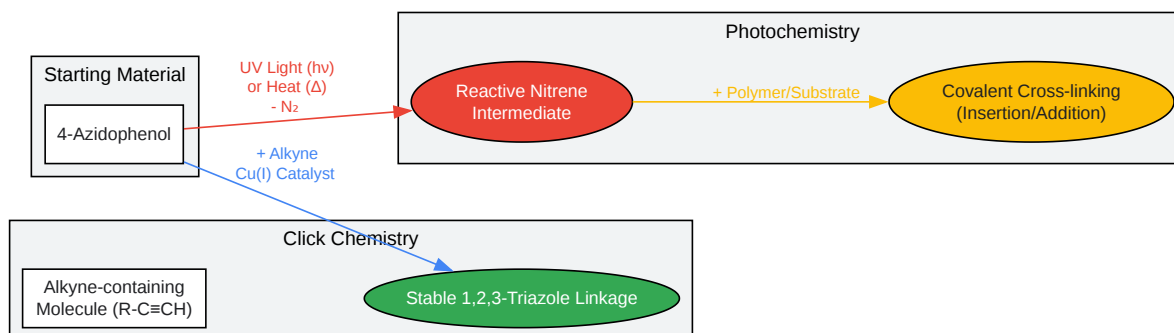 Photochemistry
Starting Material
UV Light (hν)
or Heat (Δ)
- N₂
4-Azidophenol
Reactive Nitrene
Intermediate
+ Polymer/Substrate
Covalent Cross-linking
(Insertion/Addition)
+ Alkyne
Cu(I) Catalyst
Click Chemistry
Alkyne-containing
Molecule (R-C≡CH)
Stable 1,2,3-Triazole Linkage